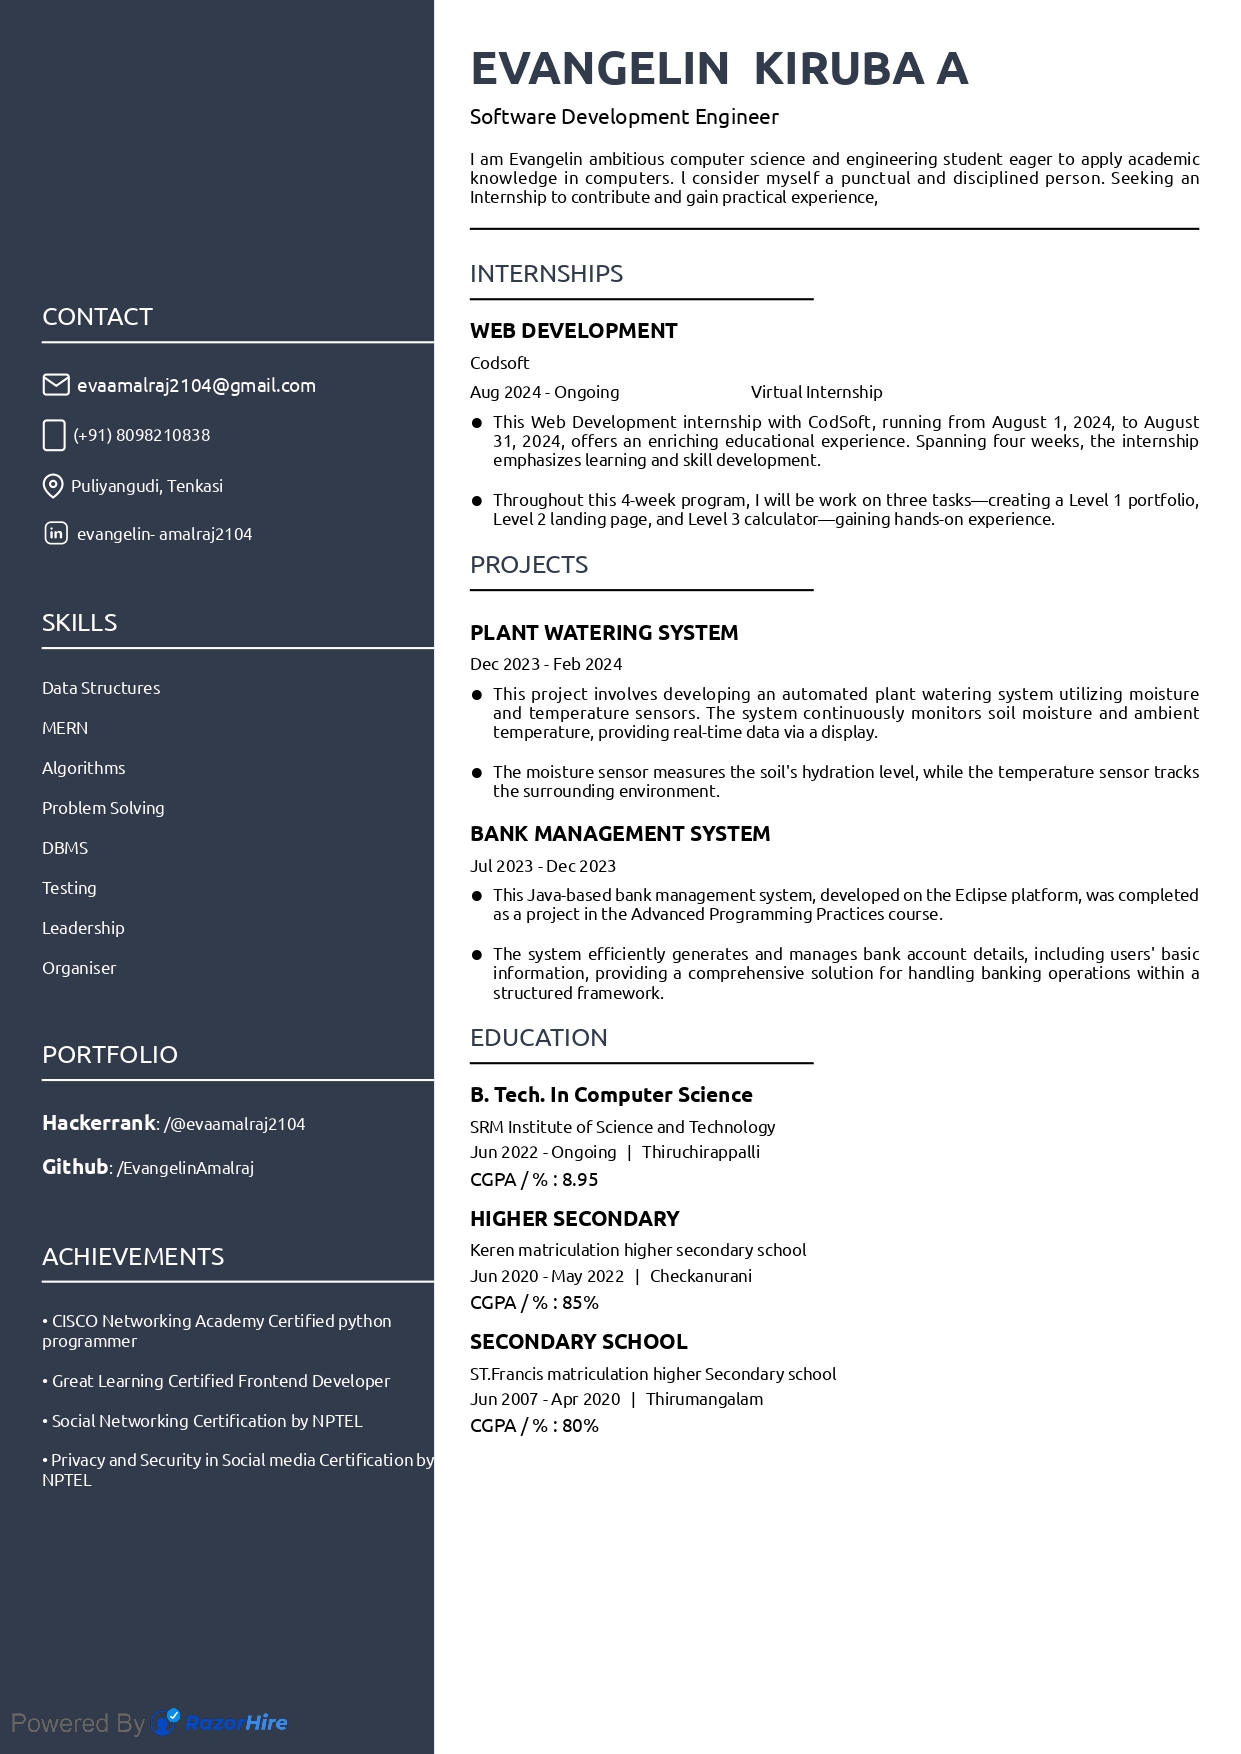 EVANGELIN  KIRUBA A
Software Development Engineer
I am Evangelin ambitious computer science and engineering student eager to apply academic
knowledge in computers. l consider myself a punctual and disciplined person. Seeking an
Internship to contribute and gain practical experience,
CONTACT
evaamalraj2104@gmail.com
(+91) 8098210838
Puliyangudi, Tenkasi
in evangelin- amalraj2104
SKILLS
Data Structures
MERN
Algorithms
Problem Solving
DBMS
Testing
Leadership
Organiser
PORTFOLIO
Hackerrank: /@evaamalraj2104
Github: /EvangelinAmalraj
ACHIEVEMENTS
• CISCO Networking Academy Certified python
programmer
• Great Learning Certified Frontend Developer
• Social Networking Certification by NPTEL
• Privacy and Security in Social media Certification by
NPTEL
INTERNSHIPS
WEB DEVELOPMENT
Codsoft
Aug 2024 - Ongoing Virtual Internship
● This Web Development internship with CodSoft, running from August 1, 2024, to August
31, 2024, offers an enriching educational experience. Spanning four weeks, the internship
emphasizes learning and skill development.
● Throughout this 4-week program, I will be work on three tasks—creating a Level 1 portfolio,
Level 2 landing page, and Level 3 calculator—gaining hands-on experience.
PROJECTS
PLANT WATERING SYSTEM
Dec 2023 - Feb 2024
● This project involves developing an automated plant watering system utilizing moisture
and temperature sensors. The system continuously monitors soil moisture and ambient
temperature, providing real-time data via a display.
● The moisture sensor measures the soil's hydration level, while the temperature sensor tracks
the surrounding environment.
BANK MANAGEMENT SYSTEM
Jul 2023 - Dec 2023
● This Java-based bank management system, developed on the Eclipse platform, was completed
as a project in the Advanced Programming Practices course.
● The system efficiently generates and manages bank account details, including users' basic
information, providing a comprehensive solution for handling banking operations within a
structured framework.
EDUCATION
B. Tech. In Computer Science
SRM Institute of Science and Technology
Jun 2022 - Ongoing | Thiruchirappalli
CGPA / % : 8.95
HIGHER SECONDARY
Keren matriculation higher secondary school
Jun 2020 - May 2022 | Checkanurani
CGPA / % : 85%
SECONDARY SCHOOL
ST.Francis matriculation higher Secondary school
Jun 2007 - Apr 2020 | Thirumangalam
CGPA / % : 80%
Powered By RazorHire